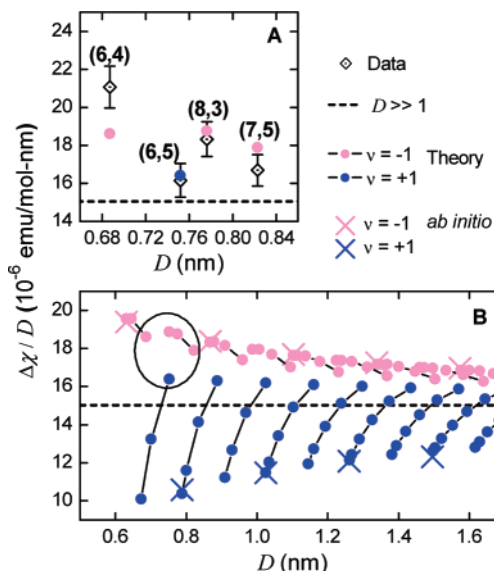 A
24
22
20
18
16
14
(6,4)
(6,5)
(8,3)
(7,5)
0.68 0.72 0.76 0.80 0.84
D (nm)
Data
D >> 1
ν = -1 Theory
ν = +1
ν = -1 ab initio
ν = +1
Δχ / D (10⁻⁶ emu/mol-nm)
B
20
18
16
14
12
10
0.6 0.8 1.0 1.2 1.4 1.6
D (nm)